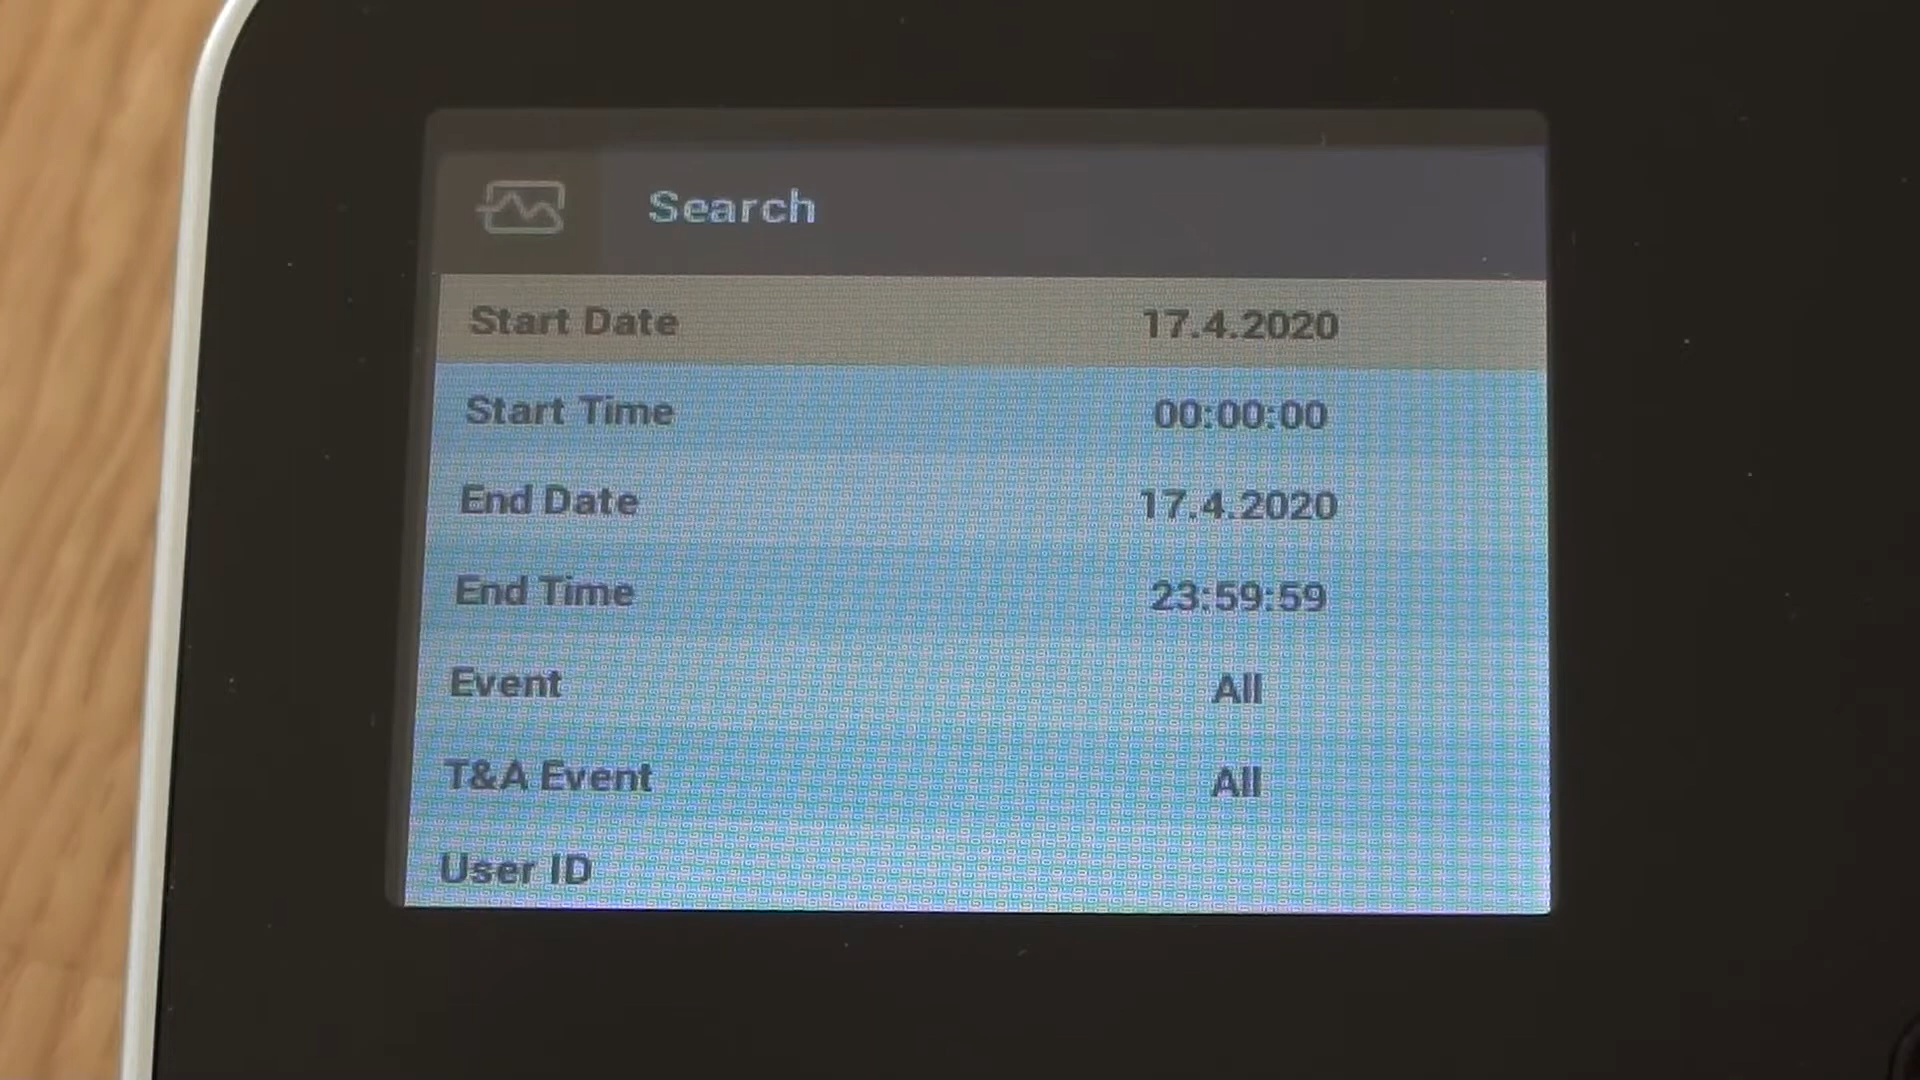 Search
Start Date 17.4.2020
Start Time 00:00:00
End Date 17.4.2020
End Time 23:59:59
Event All
T&A Event All
User ID